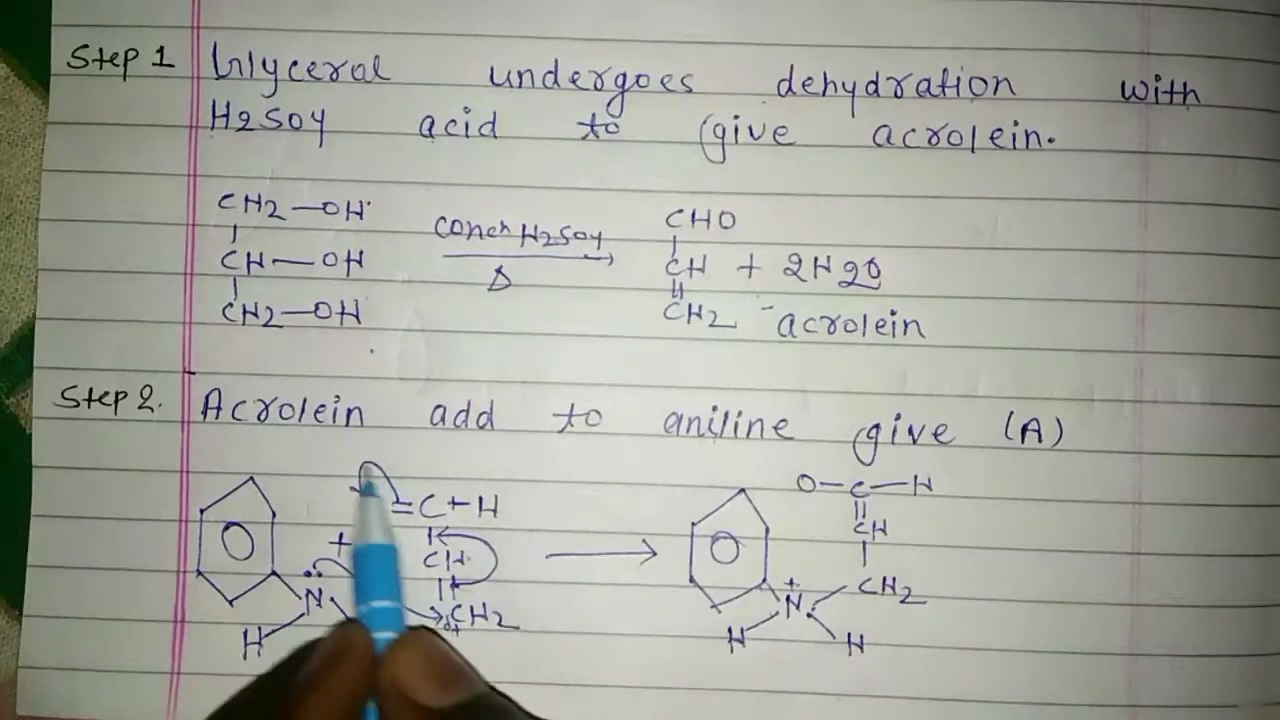 Step 1 Glyceral undergoes dehydration with
H2SO4 acid to give acrolein.
CH2—OH
CH—OH
CH2—OH
conch H2SO4
Δ
CHO
CH + 2H2O
CH2 -acrolein
Step 2. Acrolein add to aniline give (A)
=C+H
CH
δ+ CH2
+
N
H
O—C—H
CH
CH2
+
N
H H